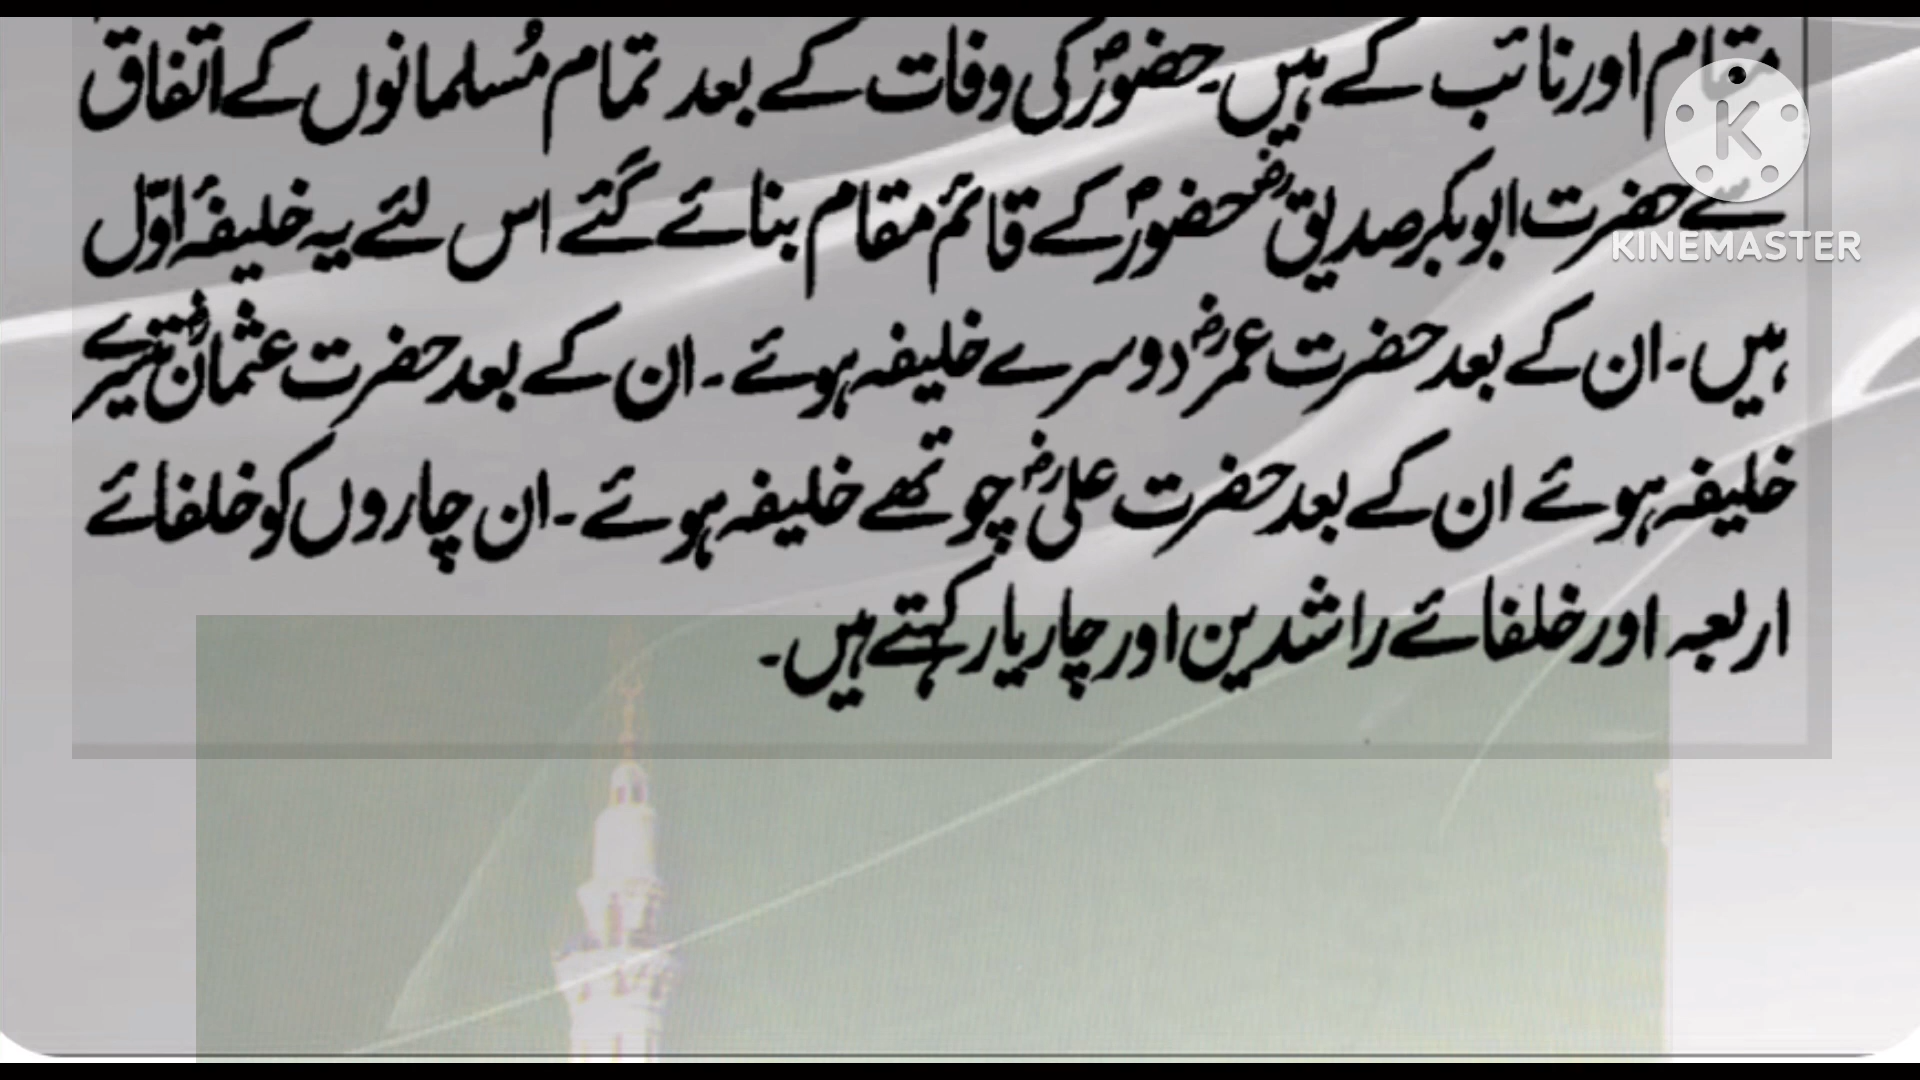 مقام اور نائب کے ہیں۔ حضورؐ کی وفات کے بعد تمام مُسلمانوں کے اتفاق
سے حضرت ابوبکر صدیقؓ حضورؐ کے قائم مقام بنائے گئے اس لئے یہ خلیفۂ اوّل
ہیں۔ ان کے بعد حضرت عمرؓ دوسرے خلیفہ ہوئے۔ ان کے بعد حضرت عثمانؓ تیسرے
خلیفہ ہوئے ان کے بعد حضرت علیؓ چوتھے خلیفہ ہوئے۔ ان چاروں کو خلفائے
اربعہ اور خلفائے راشدین اور چار یار کہتے ہیں۔
KINEMASTER